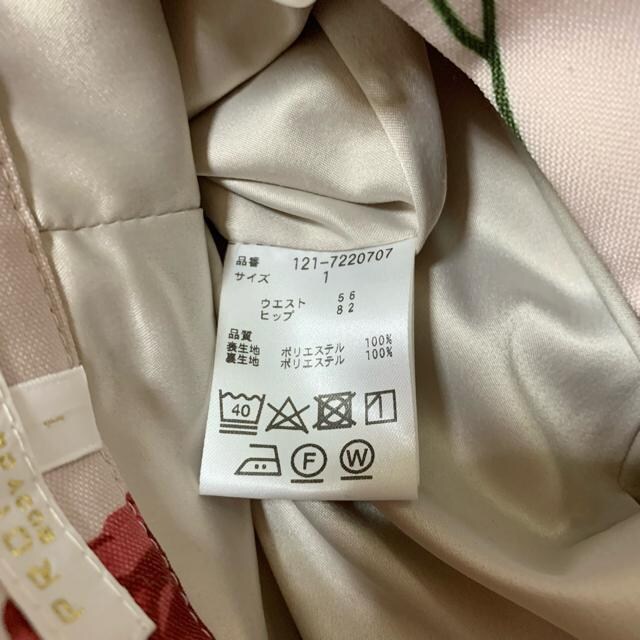 品番 121-7220707
サイズ 1
ウエスト 56
ヒップ 82
品質
表生地 ポリエステル 100%
裏生地 ポリエステル 100%
40
1
F
W
1